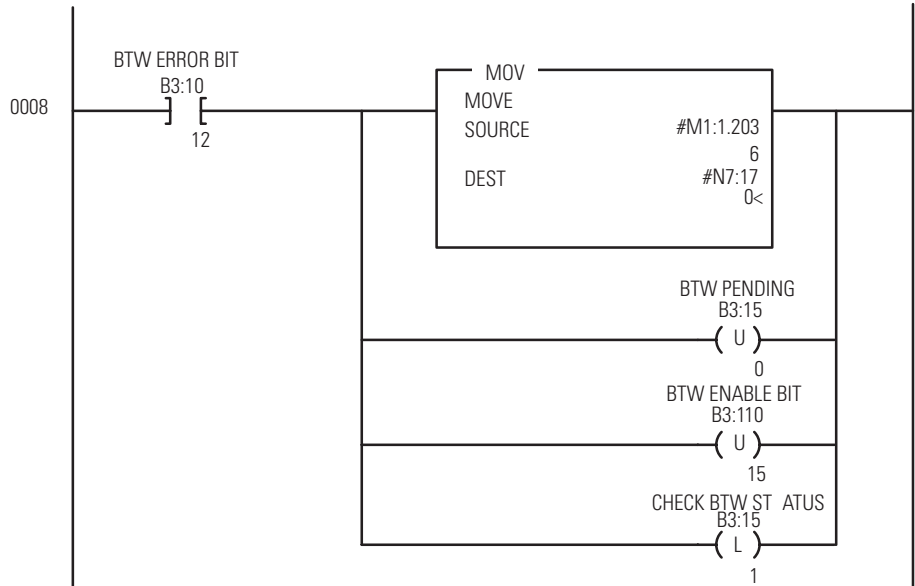 BTW ERROR BIT
B3:10
0008
] [
12
MOV
MOVE
SOURCE #M1:1.203
6
DEST #N7:17
0<
BTW PENDING
B3:15
( U )
0
BTW ENABLE BIT
B3:110
( U )
15
CHECK BTW ST ATUS
B3:15
( L )
1